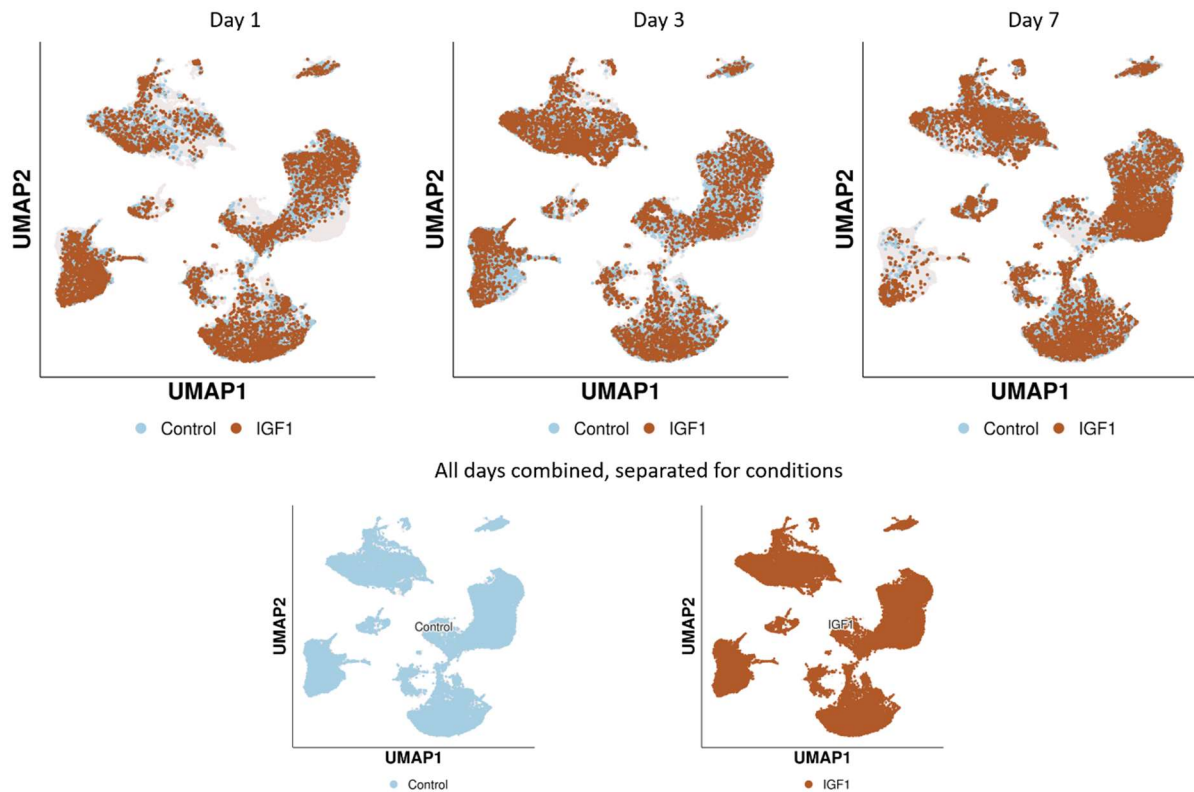 Day 1
Day 3
Day 7
UMAP2
UMAP2
UMAP2
UMAP1
UMAP1
UMAP1
Control IGF1
Control IGF1
Control IGF1
All days combined, separated for conditions
UMAP2
Control
UMAP2
IGF1
UMAP1
UMAP1
Control
IGF1